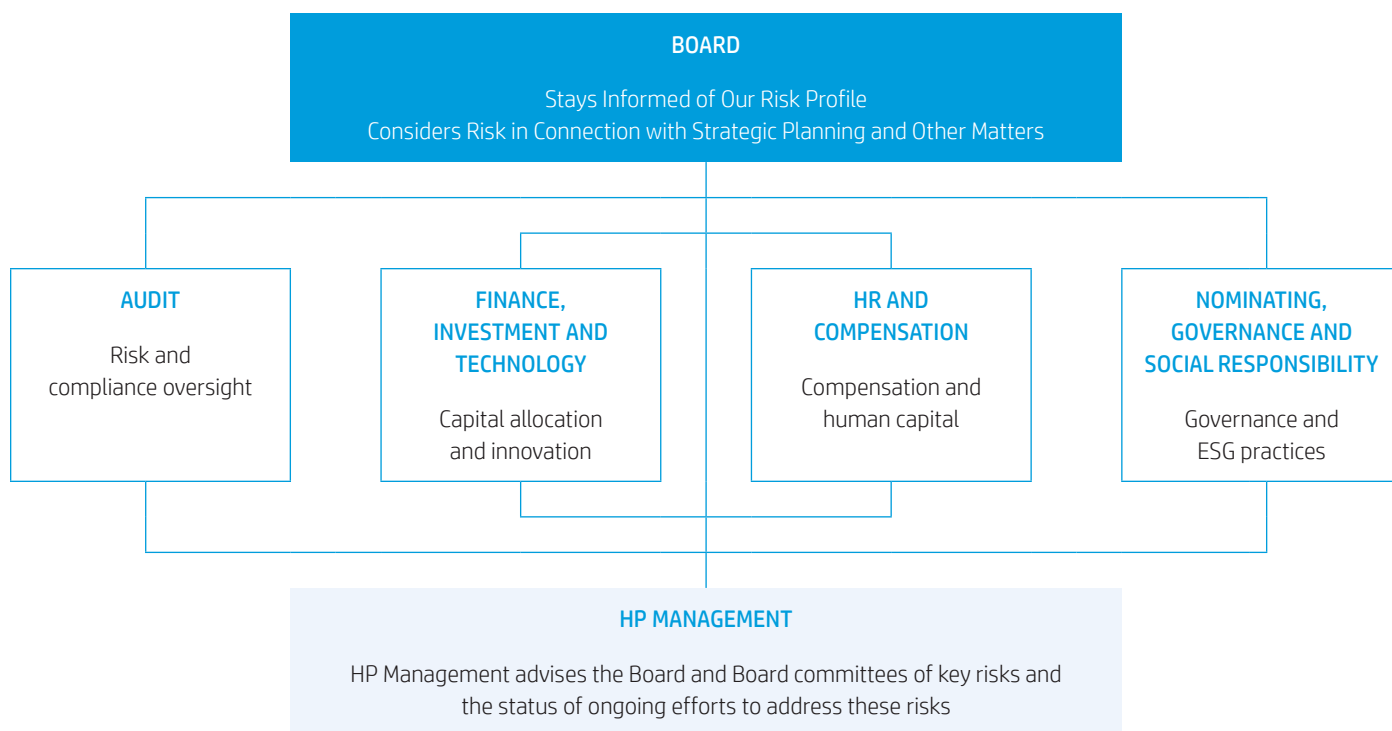 BOARD
Stays Informed of Our Risk Profile
Considers Risk in Connection with Strategic Planning and Other Matters
AUDIT
Risk and
compliance oversight
FINANCE,
INVESTMENT AND
TECHNOLOGY
Capital allocation
and innovation
HR AND
COMPENSATION
Compensation and
human capital
NOMINATING,
GOVERNANCE AND
SOCIAL RESPONSIBILITY
Governance and
ESG practices
HP MANAGEMENT
HP Management advises the Board and Board committees of key risks and
the status of ongoing efforts to address these risks